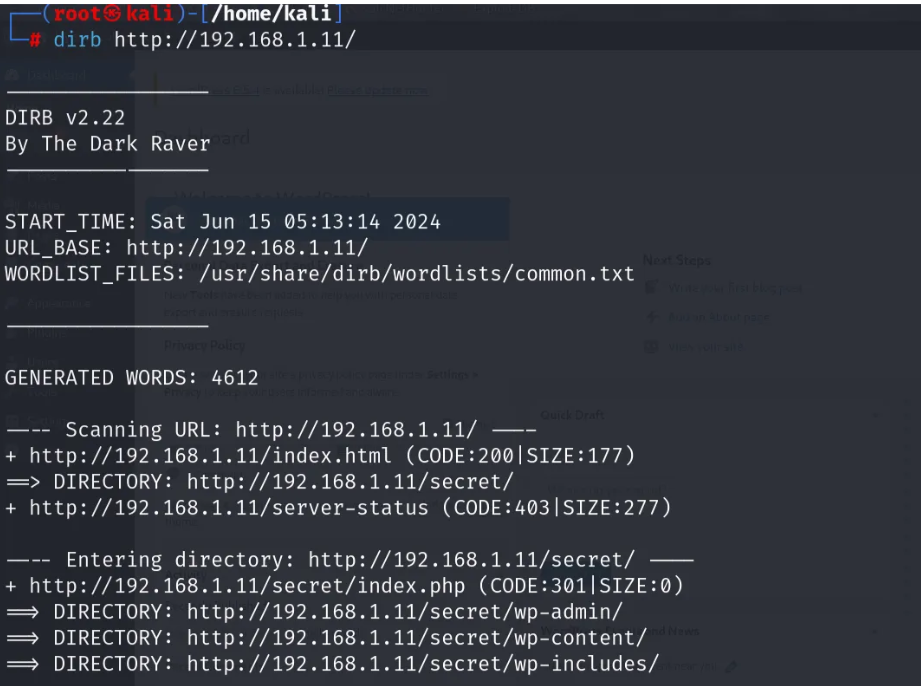 (root㉿kali)-[/home/kali]
# dirb http://192.168.1.11/
DIRB v2.22
By The Dark Raver
START_TIME: Sat Jun 15 05:13:14 2024
URL_BASE: http://192.168.1.11/
WORDLIST_FILES: /usr/share/dirb/wordlists/common.txt
GENERATED WORDS: 4612
---- Scanning URL: http://192.168.1.11/ ----
+ http://192.168.1.11/index.html (CODE:200|SIZE:177)
==> DIRECTORY: http://192.168.1.11/secret/
+ http://192.168.1.11/server-status (CODE:403|SIZE:277)
---- Entering directory: http://192.168.1.11/secret/ ----
+ http://192.168.1.11/secret/index.php (CODE:301|SIZE:0)
==> DIRECTORY: http://192.168.1.11/secret/wp-admin/
==> DIRECTORY: http://192.168.1.11/secret/wp-content/
==> DIRECTORY: http://192.168.1.11/secret/wp-includes/
Next Steps
Privacy Policy
Quick Draft